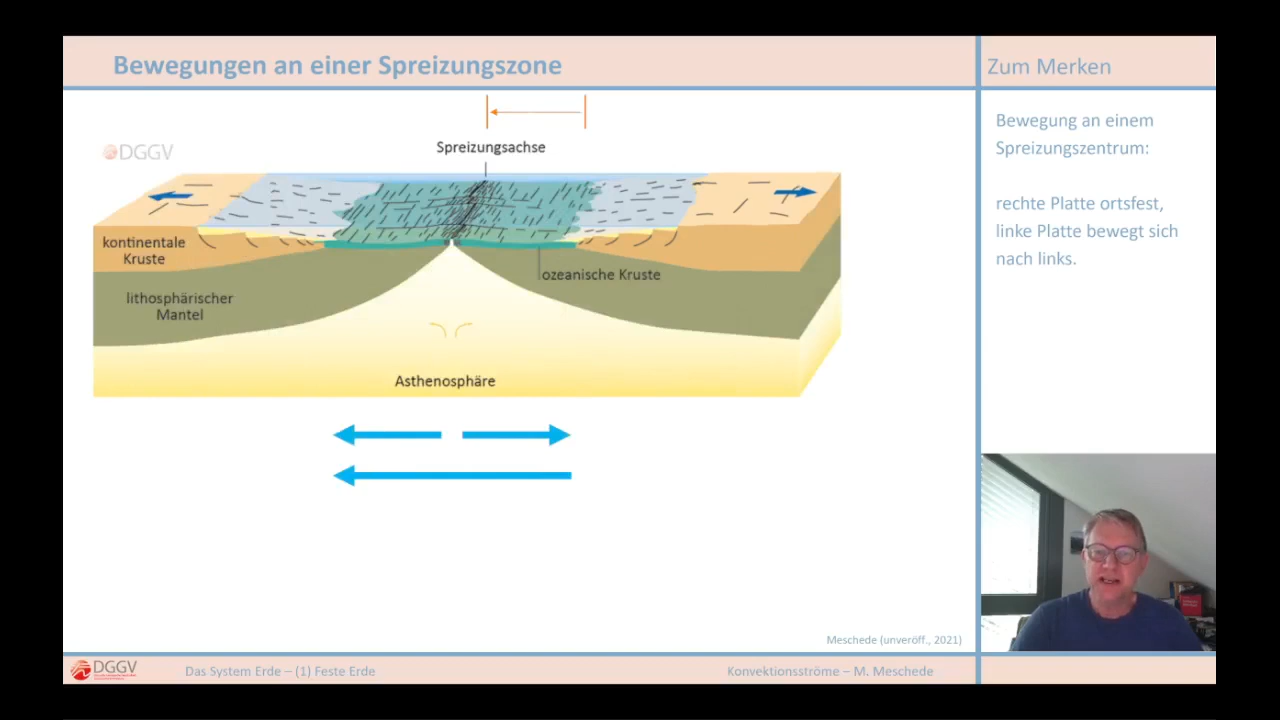 Bewegungen an einer Spreizungszone
Zum Merken
Bewegung an einem
Spreizungszentrum:
rechte Platte ortsfest,
linke Platte bewegt sich
nach links.
DGGV
Spreizungsachse
kontinentale
Kruste
ozeanische Kruste
lithosphärischer
Mantel
Asthenosphäre
Meschede (unveröff., 2021)
DGGV
Das System Erde – (1) Feste Erde
Konvektionsströme – M. Meschede